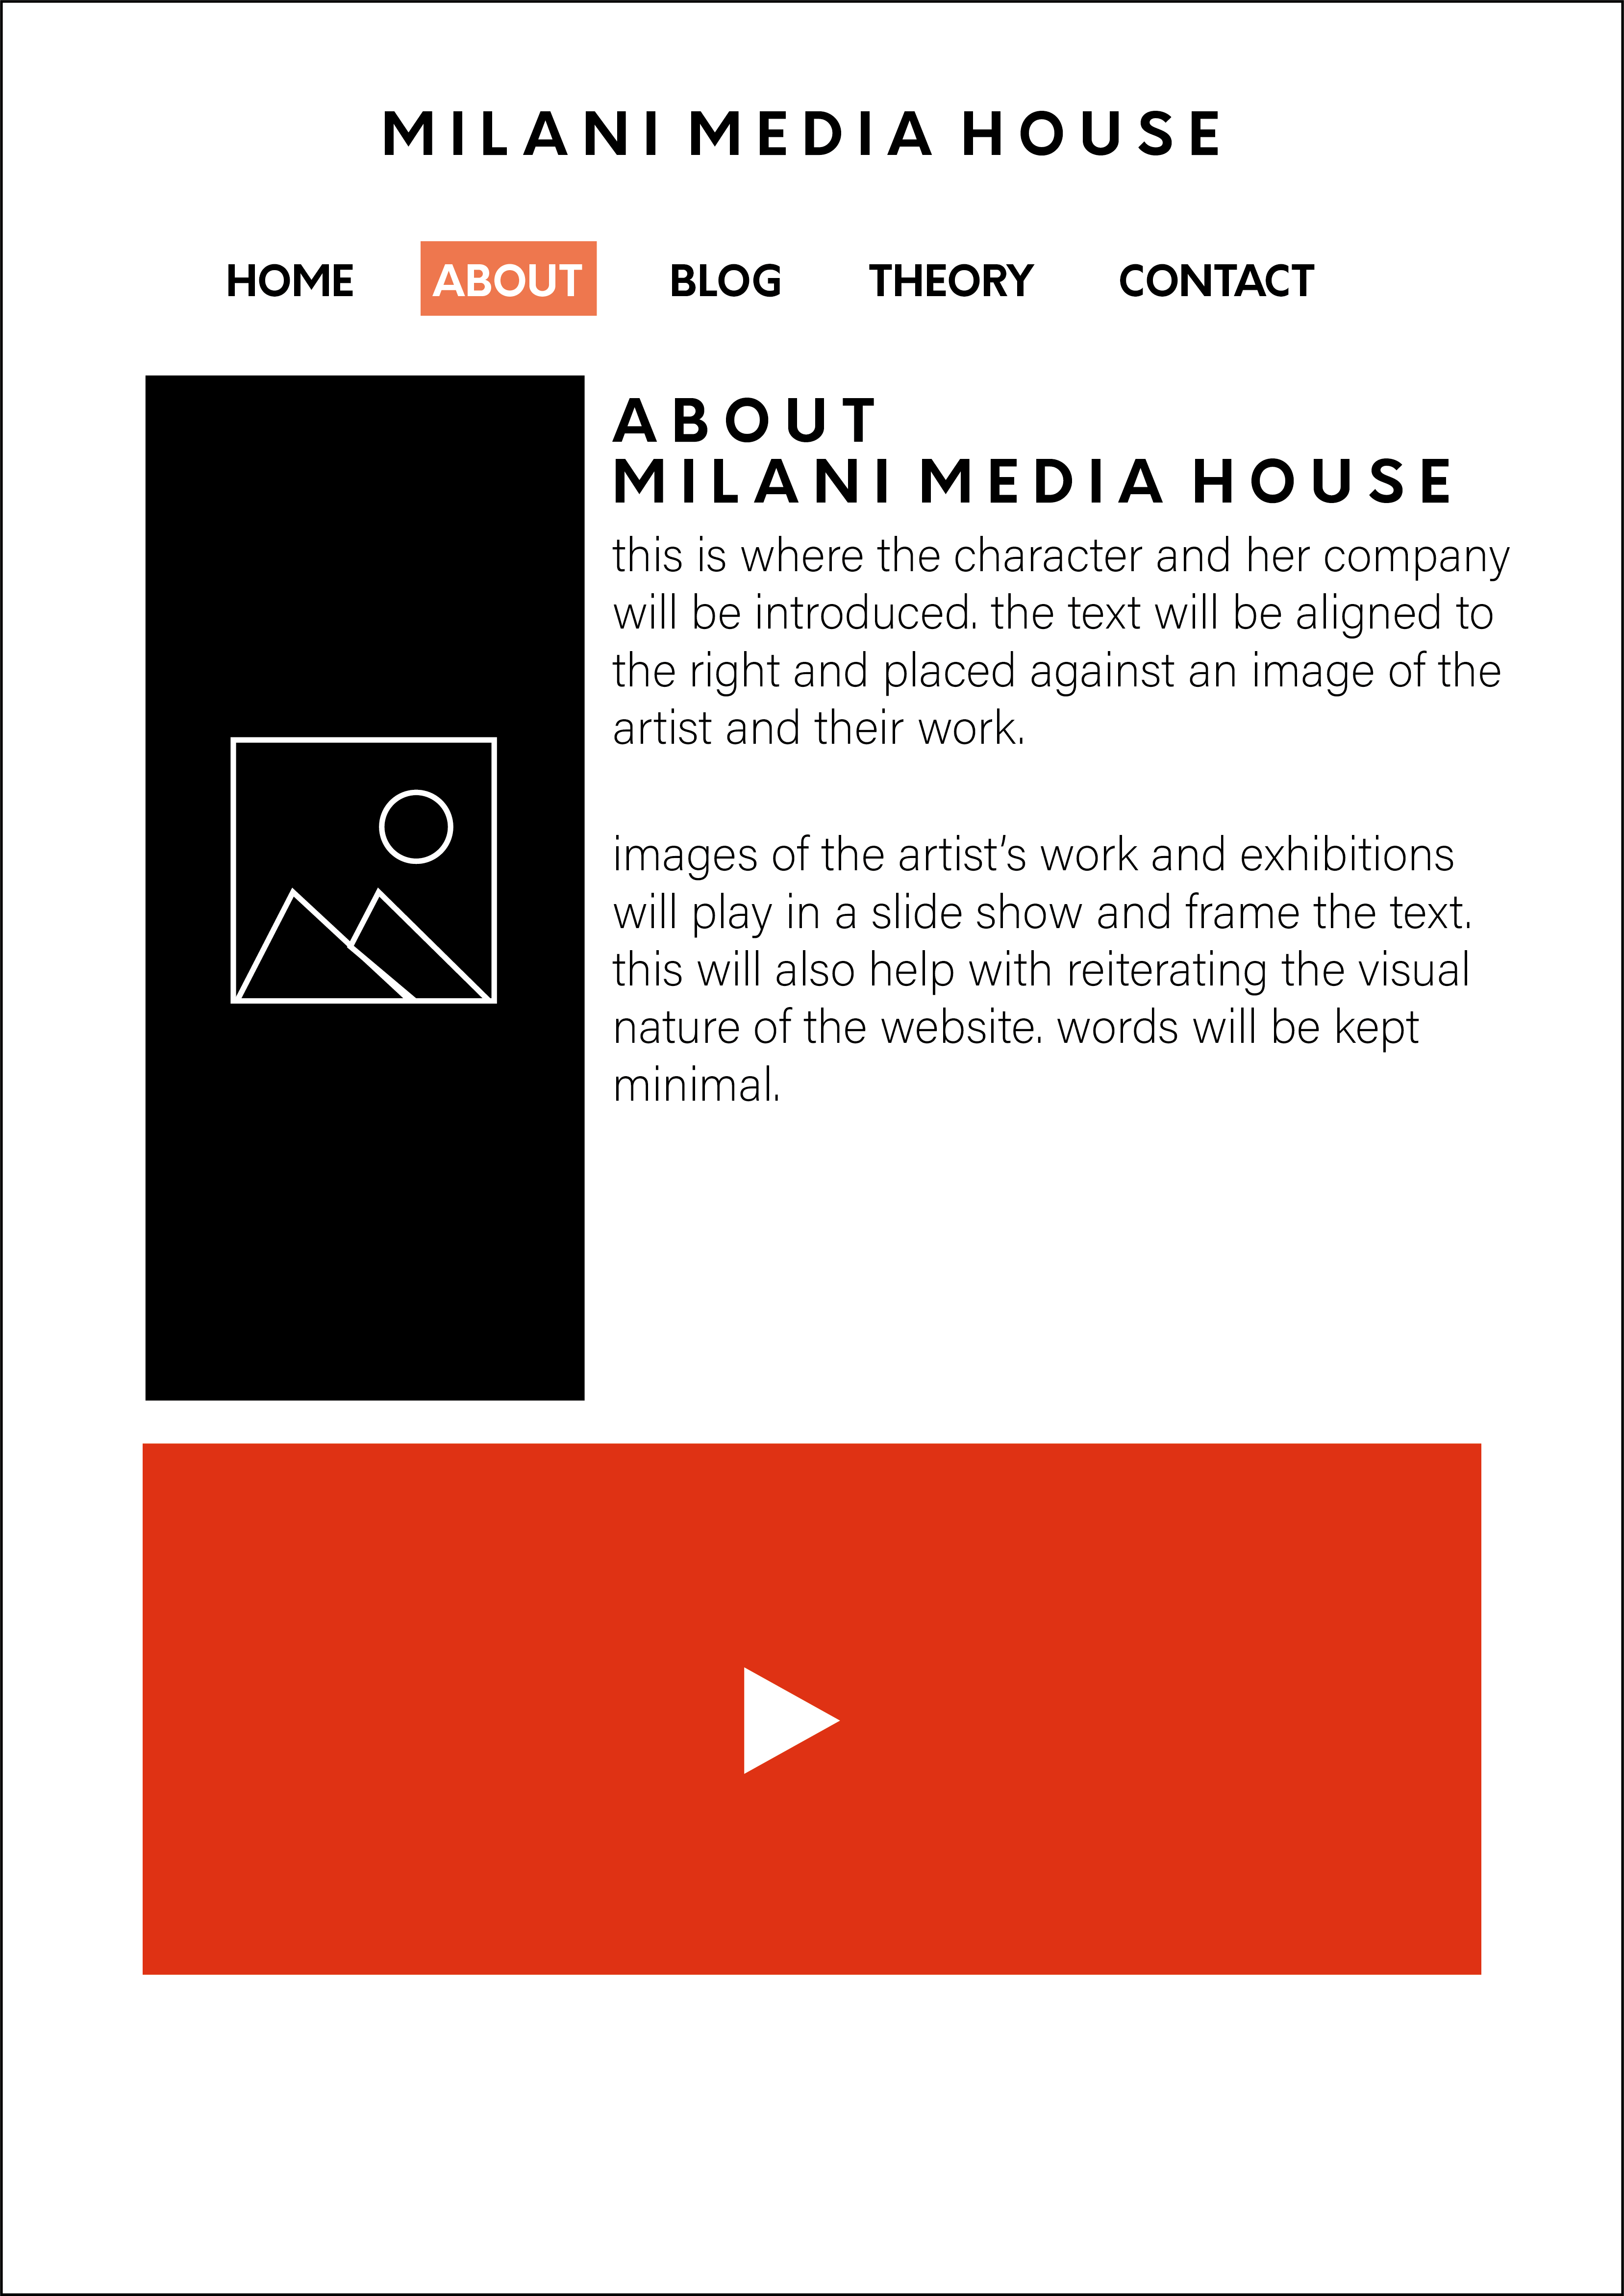 MILANI MEDIA HOUSE
HOME ABOUT BLOG THEORY CONTACT
ABOUT
MILANI MEDIA HOUSE
this is where the character and her company
will be introduced. the text will be aligned to
the right and placed against an image of the
artist and their work.
images of the artist’s work and exhibitions
will play in a slide show and frame the text.
this will also help with reiterating the visual
nature of the website. words will be kept
minimal.